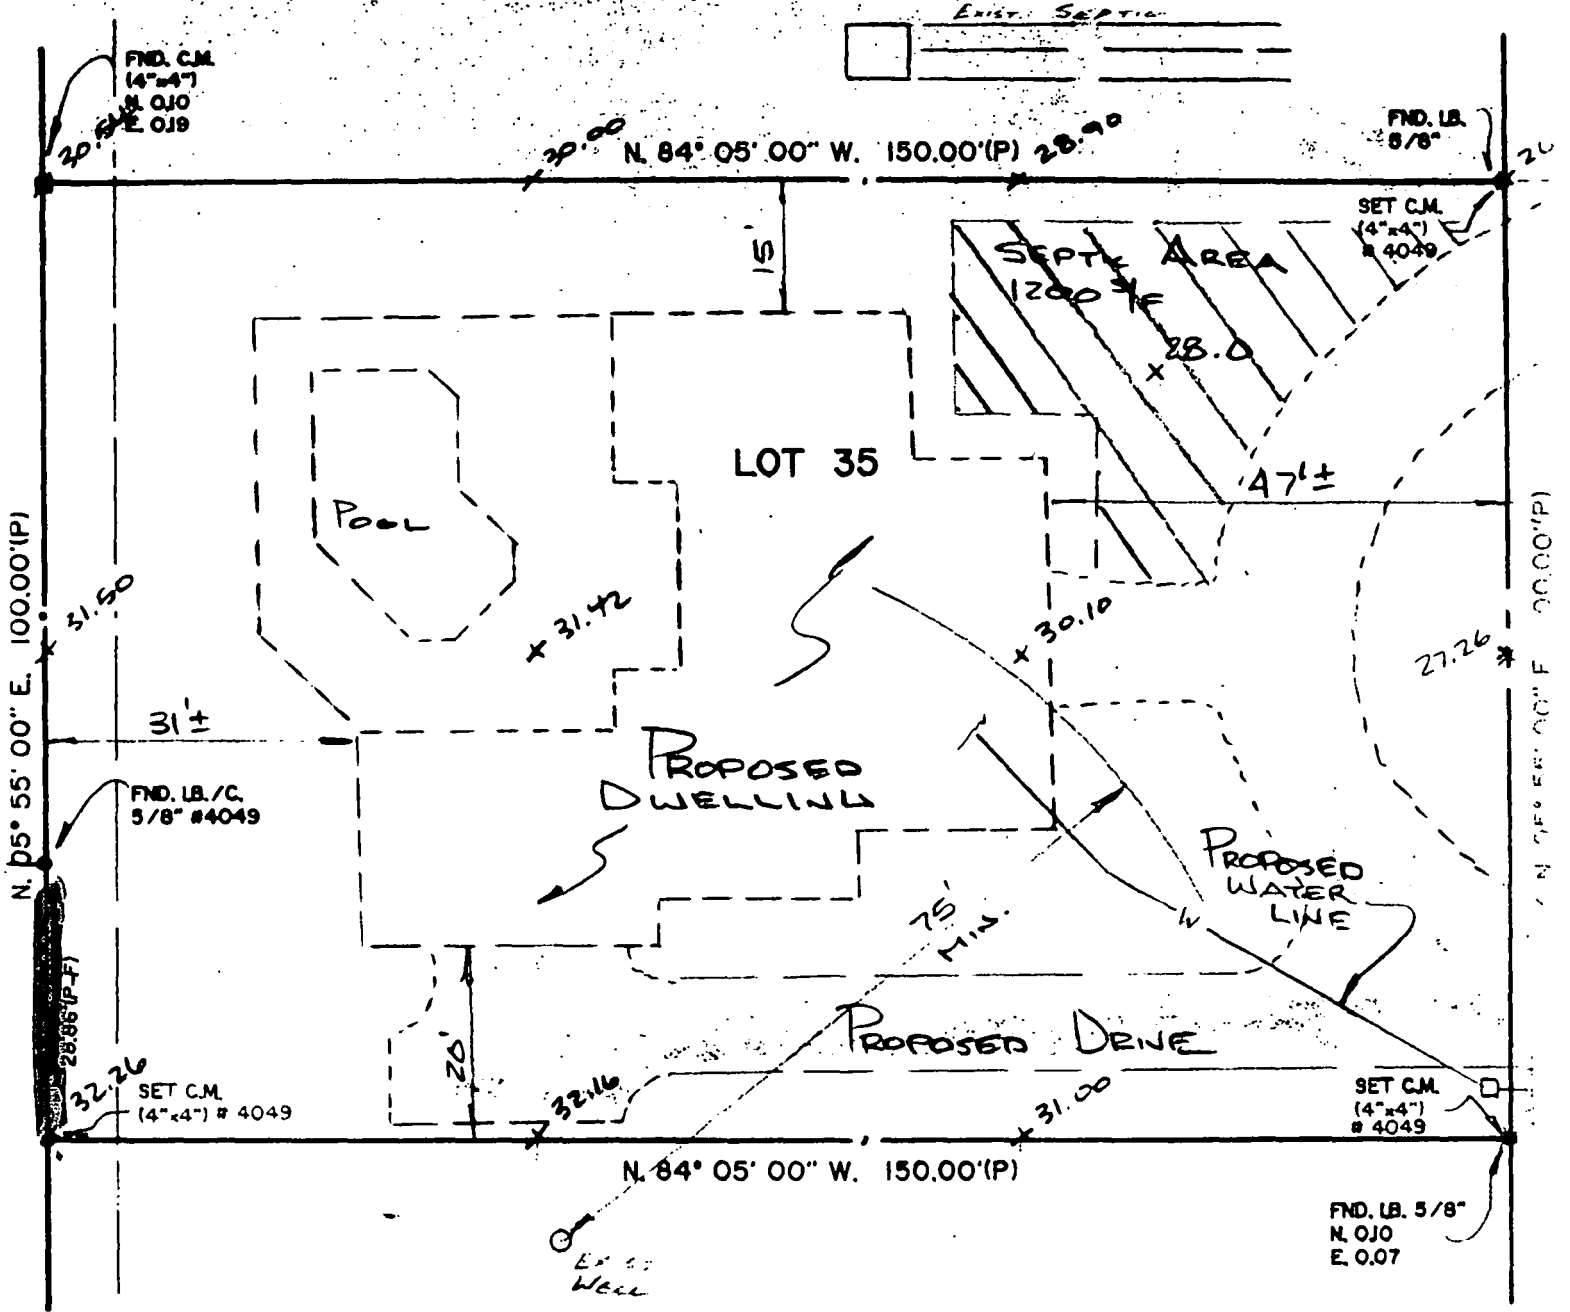 EXIST. SEPTIC
FND. C.M.
(4"x4")
N. 0.10
E. 0.19
30.00
N. 84° 05' 00" W. 150.00'(P)
28.90
FND. I.B.
5/8"
SET C.M.
(4"x4")
# 4049
15'
SEPTIC AREA
1200 S/F
28.0
LOT 35
47'±
POOL
N. 05° 55' 00" E. 100.00'(P)
31.50
31.42
30.10
27.26
31'±
PROPOSED
DWELLING
FND. I.B./C.
5/8" #4049
PROPOSED
WATER
LINE
W
75'
MIN.
28.86'(P-F)
20'
PROPOSED DRIVE
32.26
SET C.M.
(4"x4") # 4049
32.16
31.00
SET C.M.
(4"x4")
# 4049
N. 84° 05' 00" W. 150.00'(P)
FND. I.B. 5/8"
N. 0.10
E. 0.07
WELL